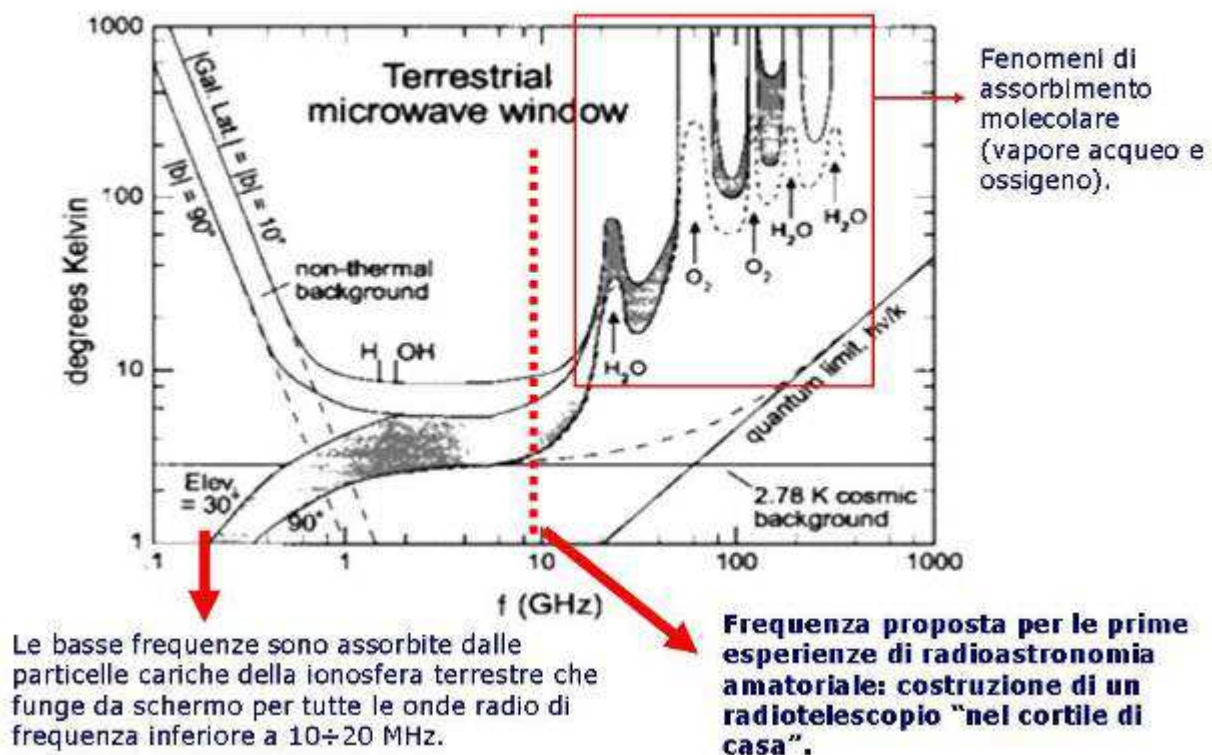 1000
100
10
1
degrees Kelvin
Terrestrial
microwave window
|Gal. Lat.| = |b| = 10°
|b| = 90°
non-thermal
background
H OH
H₂O
O₂
O₂
H₂O
H₂O
Elev.
= 30°
90°
quantum limit, hν/k
2.78 K cosmic
background
.1 1 10 100 1000
f (GHz)
Fenomeni di
assorbimento
molecolare
(vapore acqueo e
ossigeno).
Le basse frequenze sono assorbite dalle
particelle cariche della ionosfera terrestre che
funge da schermo per tutte le onde radio di
frequenza inferiore a 10÷20 MHz.
Frequenza proposta per le prime
esperienze di radioastronomia
amatoriale: costruzione di un
radiotelescopio "nel cortile di
casa".